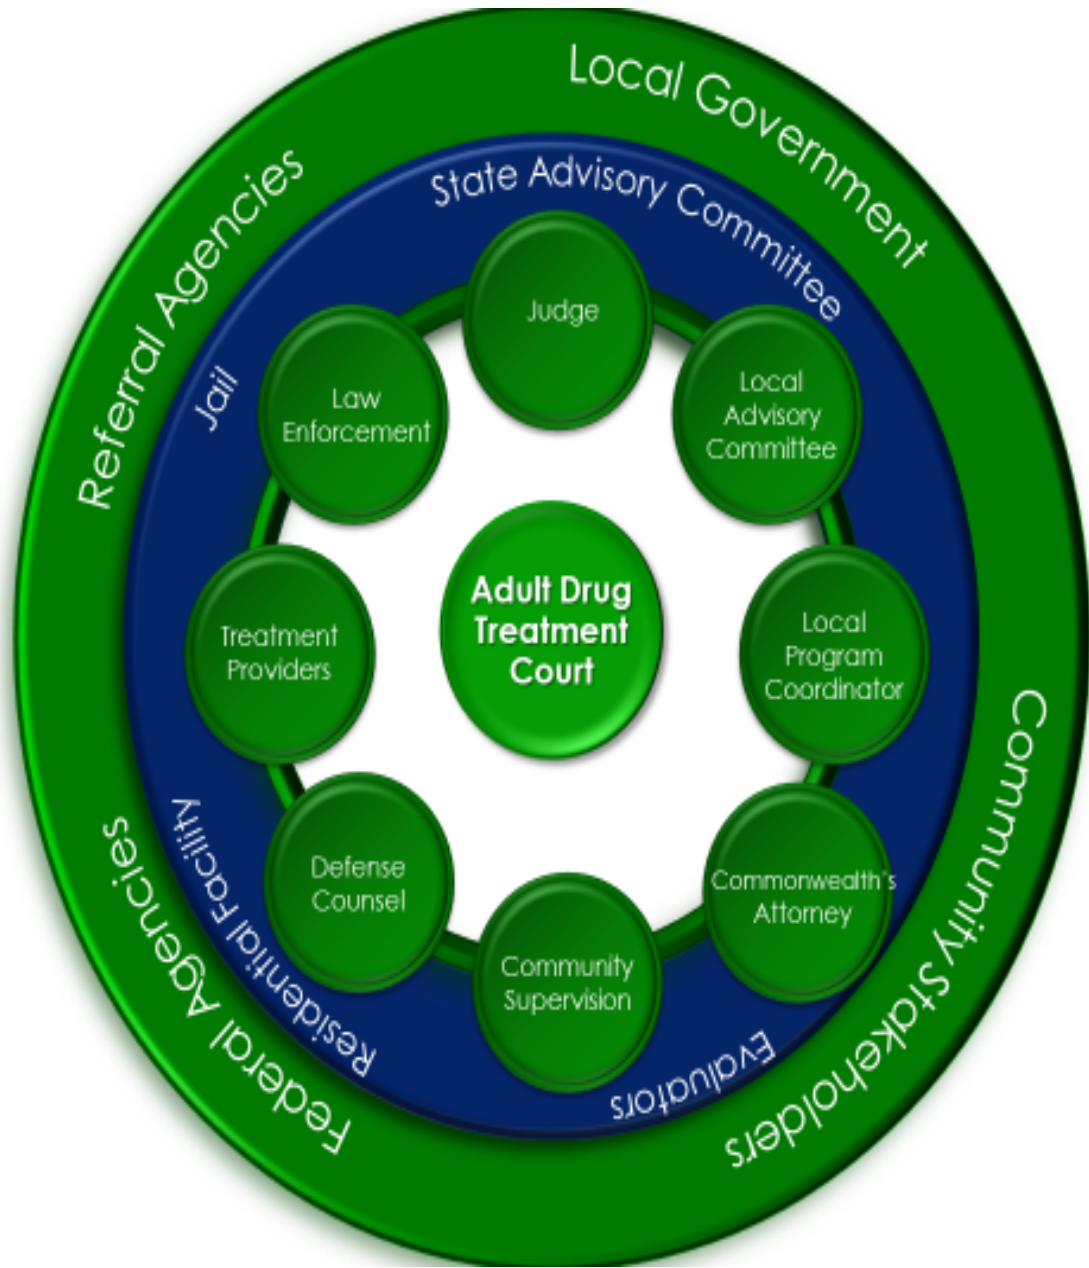 Local Government
Referral Agencies
State Advisory Committee
Jail
Judge
Law
Enforcement
Local
Advisory
Committee
Adult Drug
Treatment
Court
Treatment
Providers
Local
Program
Coordinator
Defense
Counsel
Commonwealth's
Attorney
Community
Supervision
Residential Facility
Evaluators
Federal Agencies
Community Stakeholders